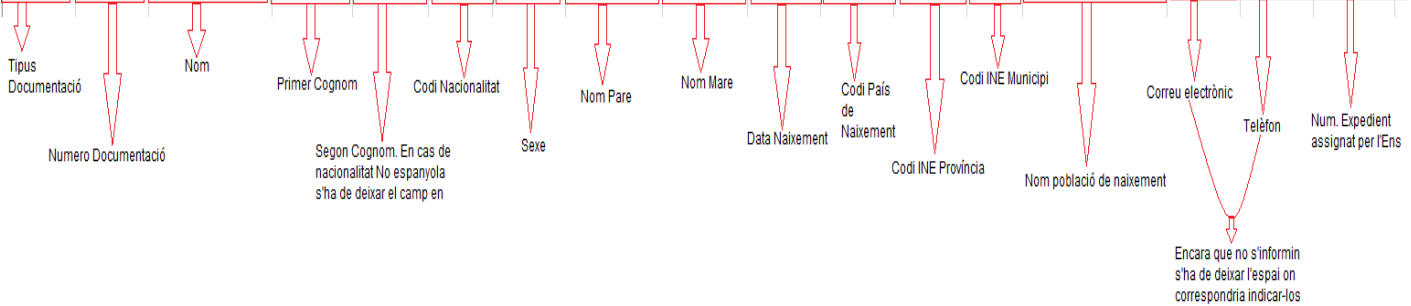 Tipus
Documentació
Numero Documentació
Nom
Primer Cognom
Segon Cognom. En cas de
nacionalitat No espanyola
s'ha de deixar el camp en
Codi Nacionalitat
Sexe
Nom Pare
Nom Mare
Data Naixement
Codi País
de
Naixement
Codi INE Província
Codi INE Municipi
Nom població de naixement
Correu electrònic
Telèfon
Encara que no s'informin
s'ha de deixar l'espai on
correspondria indicar-los
Num. Expedient
assignat per l'Ens